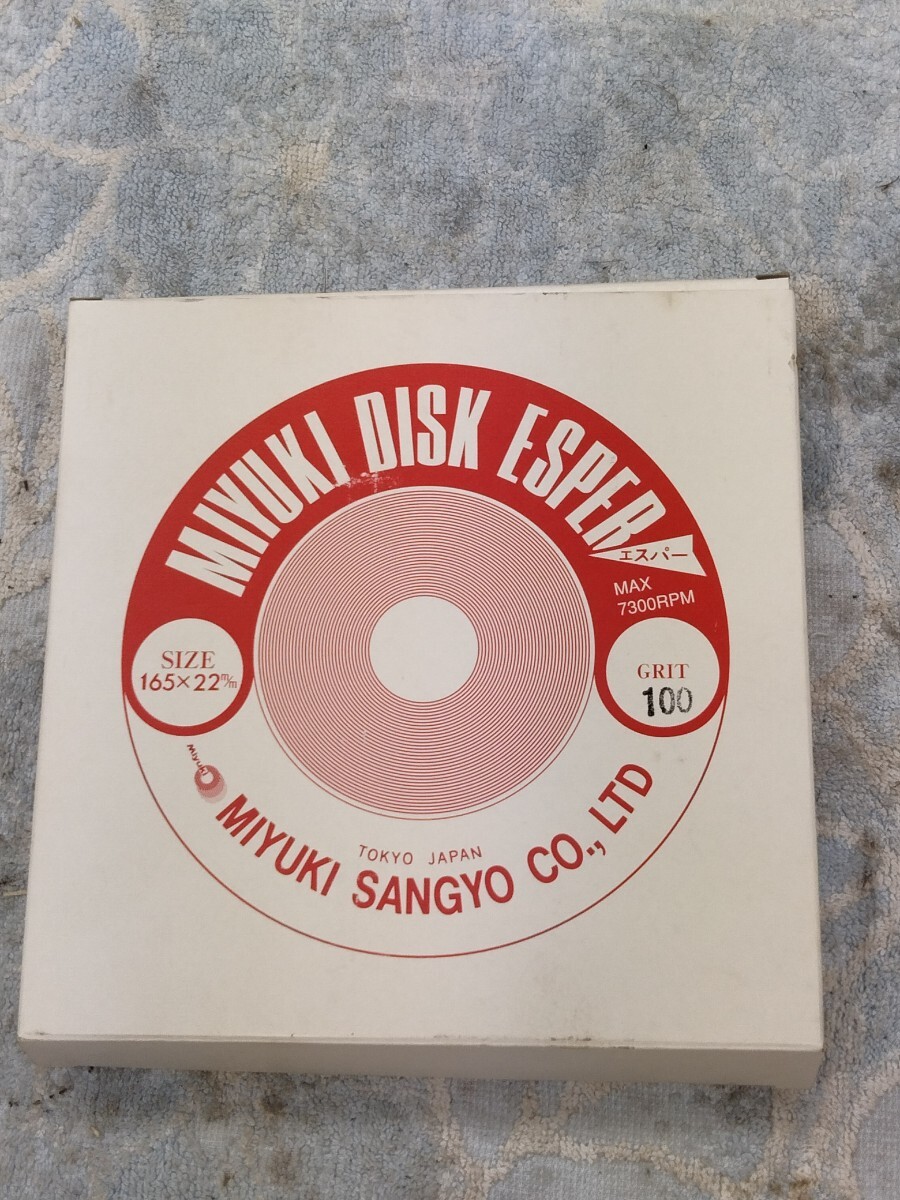 MIYUKI DISK ESPER
エスパー
MAX
7300RPM
SIZE
165×22m/m
GRIT
100
Miyuki
TOKYO JAPAN
MIYUKI SANGYO CO., LTD